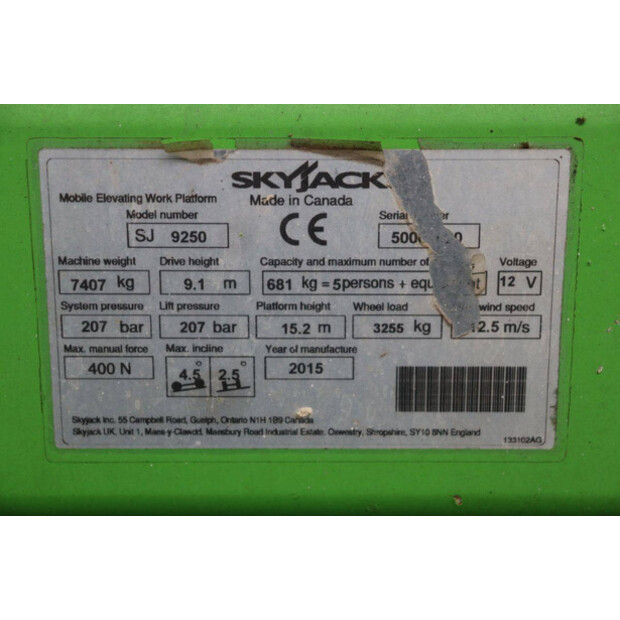 SKYJACK
Mobile Elevating Work Platform
Made in Canada
Model number
SJ 9250
CE
Machine weight
7407 kg
Drive height
9.1 m
Capacity and maximum number of
681 kg = 5persons +
Voltage
12 V
System pressure
207 bar
Lift pressure
207 bar
Platform height
15.2 m
Wheel load
3255 kg
wind speed
2.5 m/s
Max. manual force
400 N
Max. incline
4.5° 2.5°
Year of manufacture
2015
Skyjack Inc. 55 Campbell Road, Guelph, Ontario N1H 1B9 Canada
Skyjack UK, Unit 1, Maes-y-Clawdd, Maesbury Road Industrial Estate, Oswestry, Shropshire, SY10 8NN England
133102AG